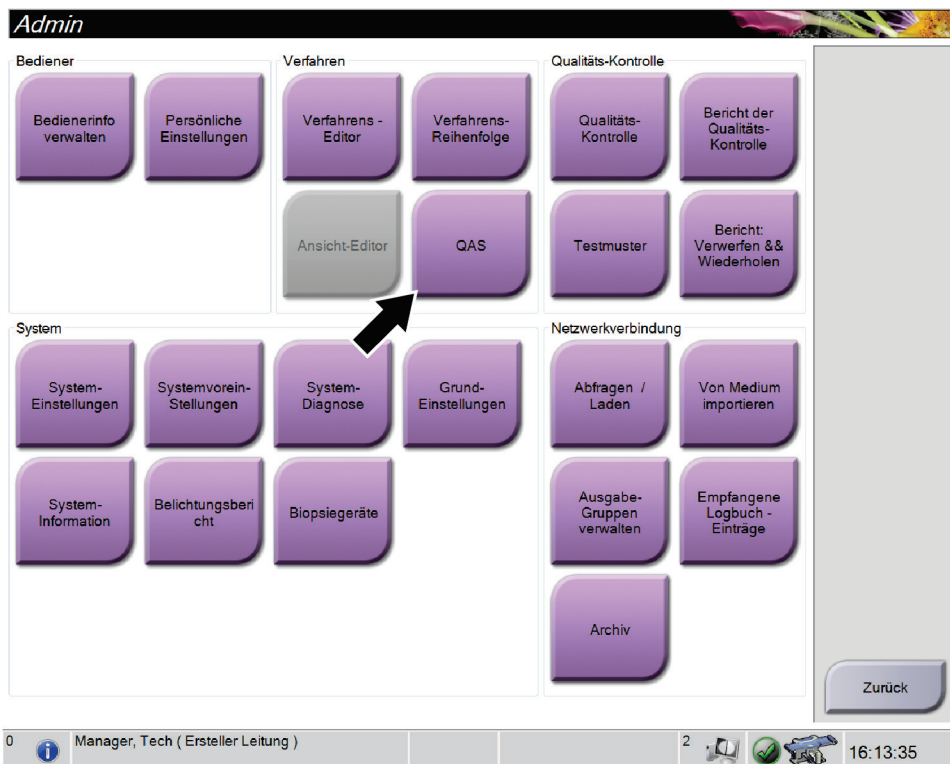 Admin
Bediener
Bedienerinfo
verwalten
Persönliche
Einstellungen
Verfahren
Verfahrens -
Editor
Verfahrens-
Reihenfolge
Ansicht-Editor
QAS
Qualitäts-Kontrolle
Qualitäts-
Kontrolle
Bericht der
Qualitäts-
Kontrolle
Testmuster
Bericht:
Verwerfen &&
Wiederholen
System
System-
Einstellungen
Systemvorein-
Stellungen
System-
Diagnose
Grund-
Einstellungen
System-
Information
Belichtungsberi
cht
Biopsiegeräte
Netzwerkverbindung
Abfragen /
Laden
Von Medium
importieren
Ausgabe-
Gruppen
verwalten
Empfangene
Logbuch -
Einträge
Archiv
Zurück
0
Manager, Tech ( Ersteller Leitung )
2
16:13:35